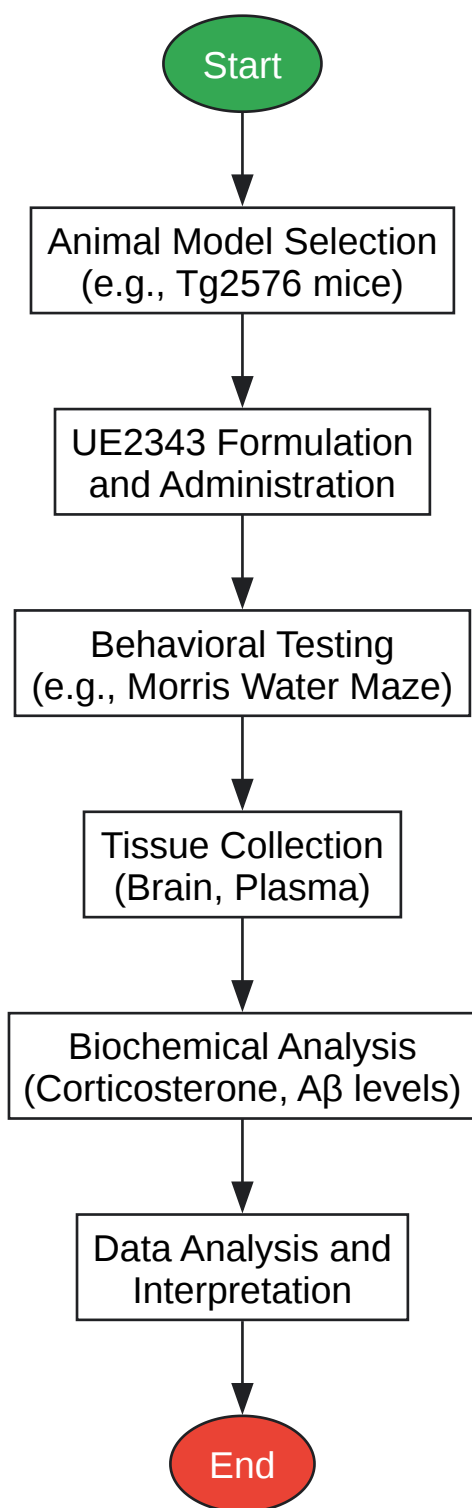 Start
Animal Model Selection
(e.g., Tg2576 mice)
UE2343 Formulation
and Administration
Behavioral Testing
(e.g., Morris Water Maze)
Tissue Collection
(Brain, Plasma)
Biochemical Analysis
(Corticosterone, Aβ levels)
Data Analysis and
Interpretation
End